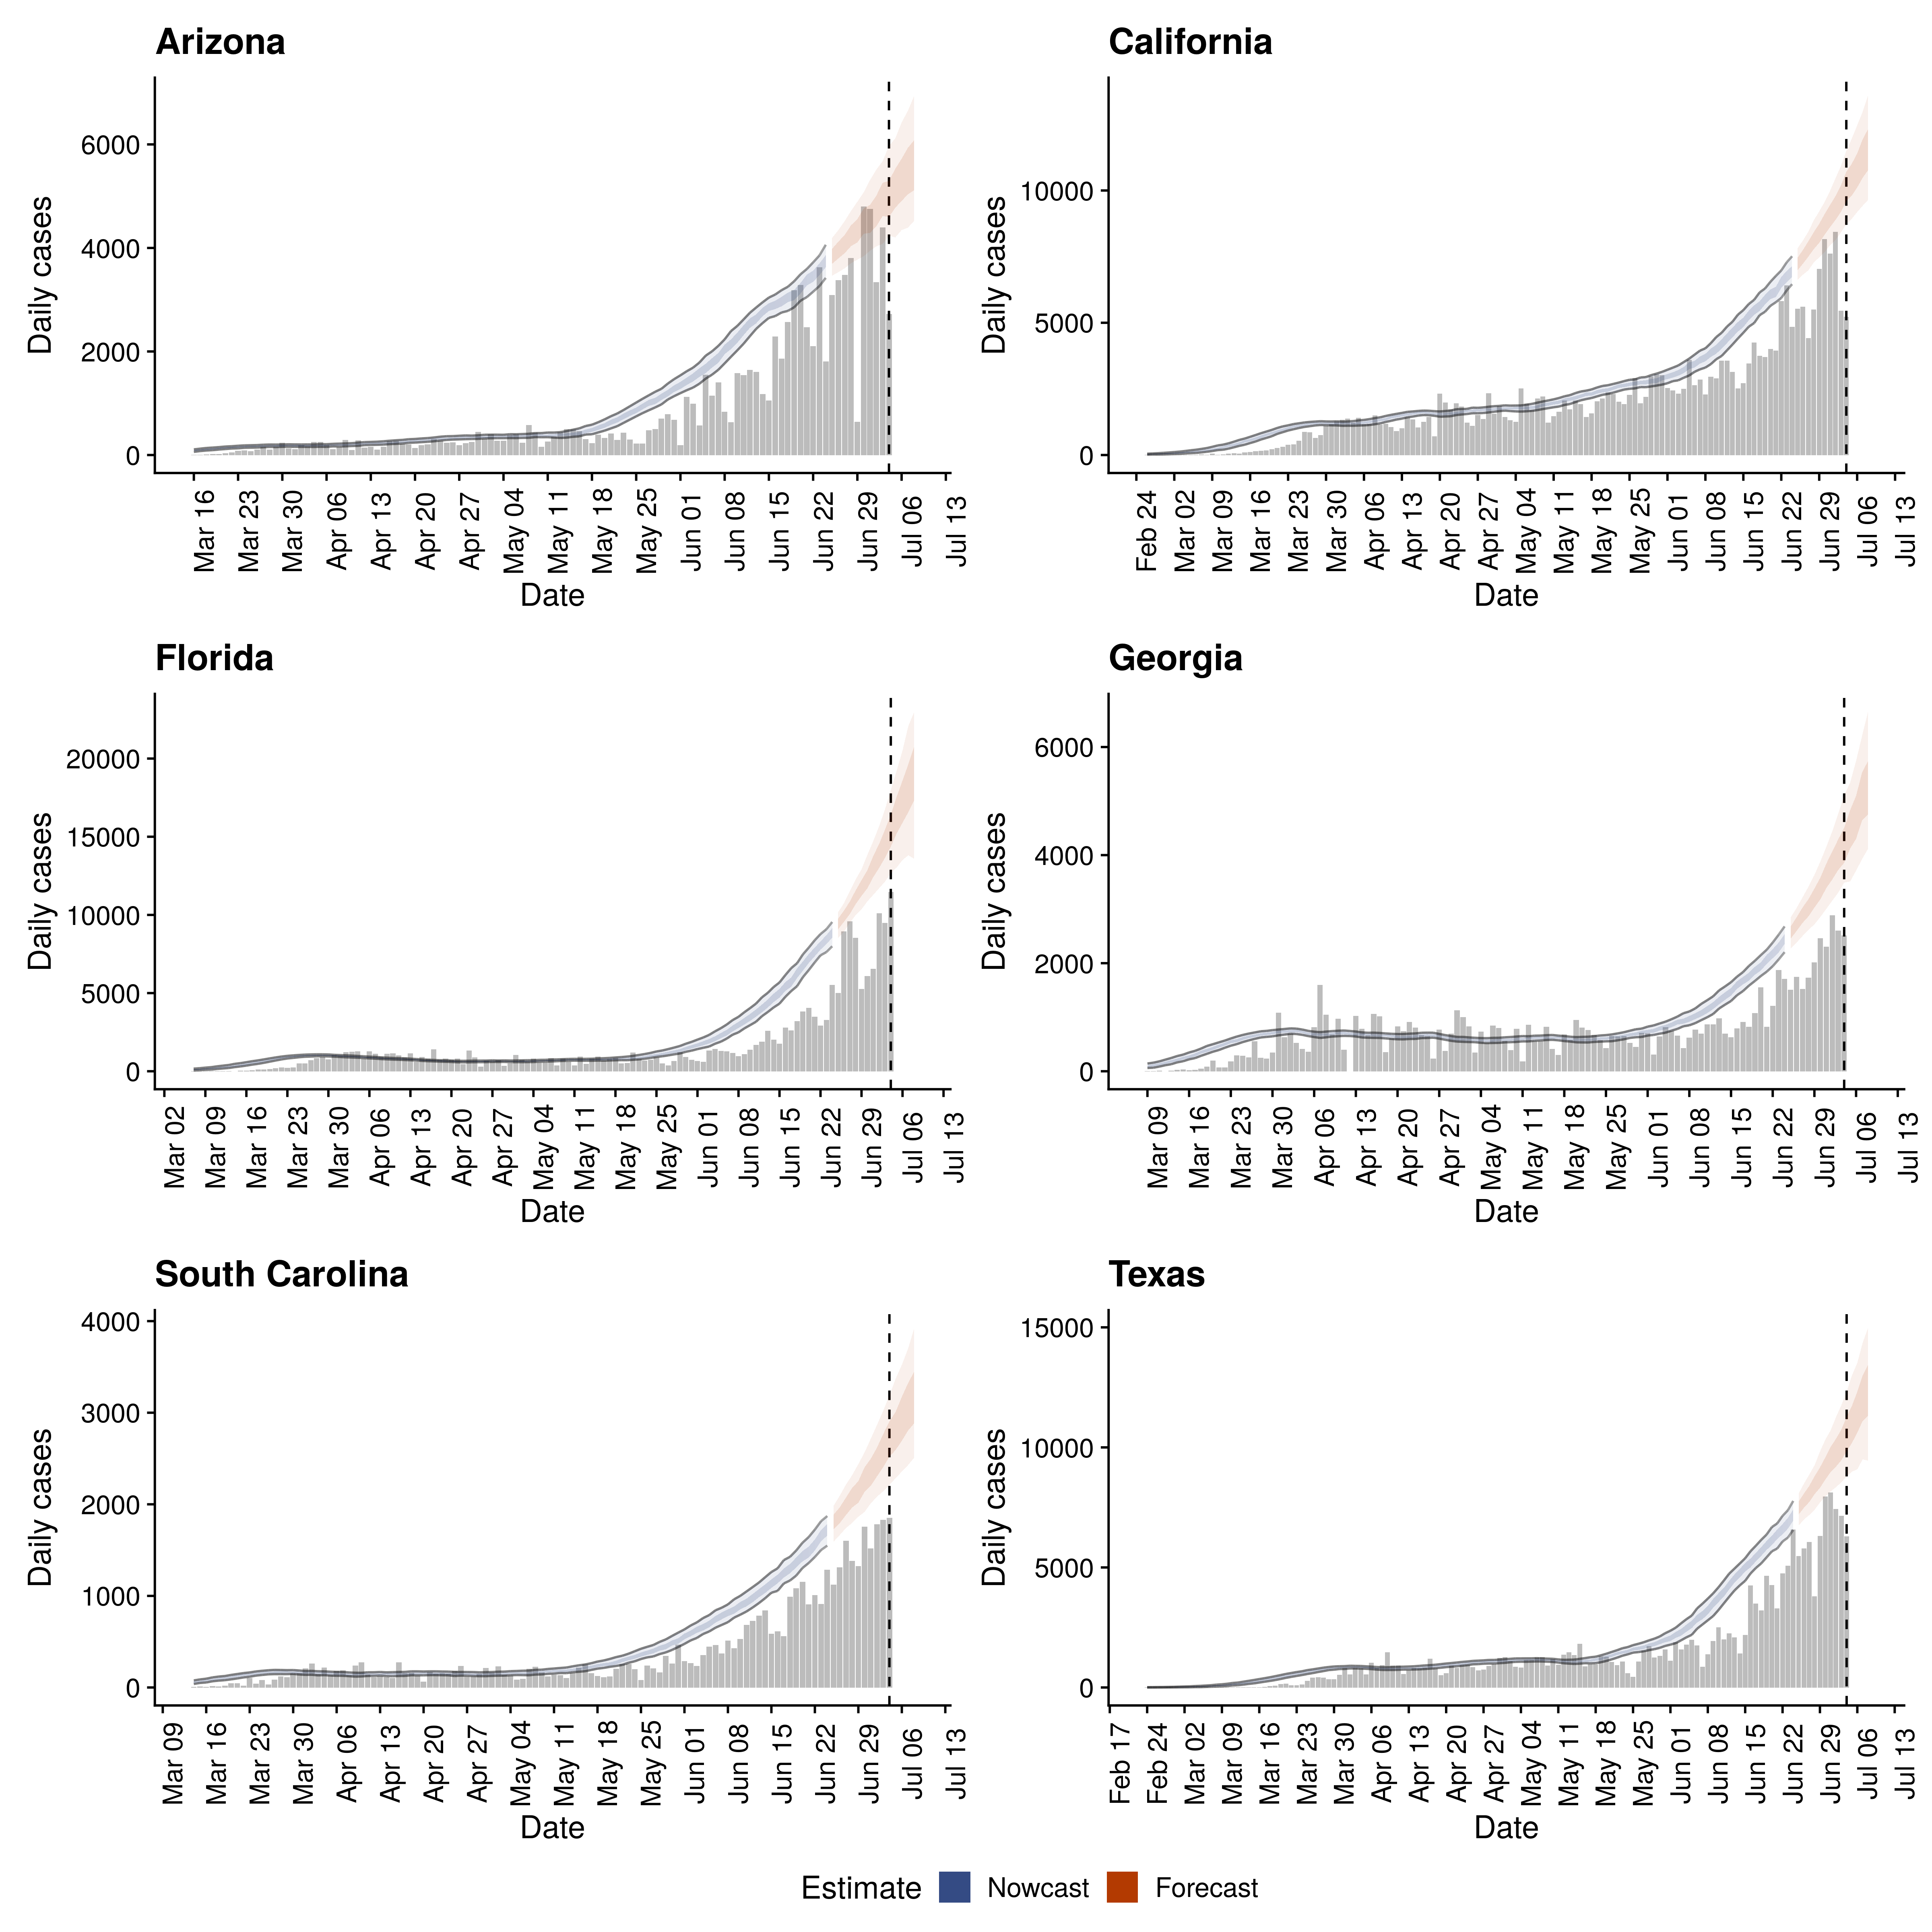 Arizona
Daily cases
6000
4000
2000
0
Mar 16
Mar 23
Mar 30
Apr 06
Apr 13
Apr 20
Apr 27
May 04
May 11
May 18
May 25
Jun 01
Jun 08
Jun 15
Jun 22
Jun 29
Jul 06
Jul 13
Date
California
Daily cases
10000
5000
0
Feb 24
Mar 02
Mar 09
Mar 16
Mar 23
Mar 30
Apr 06
Apr 13
Apr 20
Apr 27
May 04
May 11
May 18
May 25
Jun 01
Jun 08
Jun 15
Jun 22
Jun 29
Jul 06
Jul 13
Date
Florida
Daily cases
20000
15000
10000
5000
0
Mar 02
Mar 09
Mar 16
Mar 23
Mar 30
Apr 06
Apr 13
Apr 20
Apr 27
May 04
May 11
May 18
May 25
Jun 01
Jun 08
Jun 15
Jun 22
Jun 29
Jul 06
Jul 13
Date
Georgia
Daily cases
6000
4000
2000
0
Mar 09
Mar 16
Mar 23
Mar 30
Apr 06
Apr 13
Apr 20
Apr 27
May 04
May 11
May 18
May 25
Jun 01
Jun 08
Jun 15
Jun 22
Jun 29
Jul 06
Jul 13
Date
South Carolina
Daily cases
4000
3000
2000
1000
0
Mar 09
Mar 16
Mar 23
Mar 30
Apr 06
Apr 13
Apr 20
Apr 27
May 04
May 11
May 18
May 25
Jun 01
Jun 08
Jun 15
Jun 22
Jun 29
Jul 06
Jul 13
Date
Texas
Daily cases
15000
10000
5000
0
Feb 17
Feb 24
Mar 02
Mar 09
Mar 16
Mar 23
Mar 30
Apr 06
Apr 13
Apr 20
Apr 27
May 04
May 11
May 18
May 25
Jun 01
Jun 08
Jun 15
Jun 22
Jun 29
Jul 06
Jul 13
Date
Estimate Nowcast Forecast